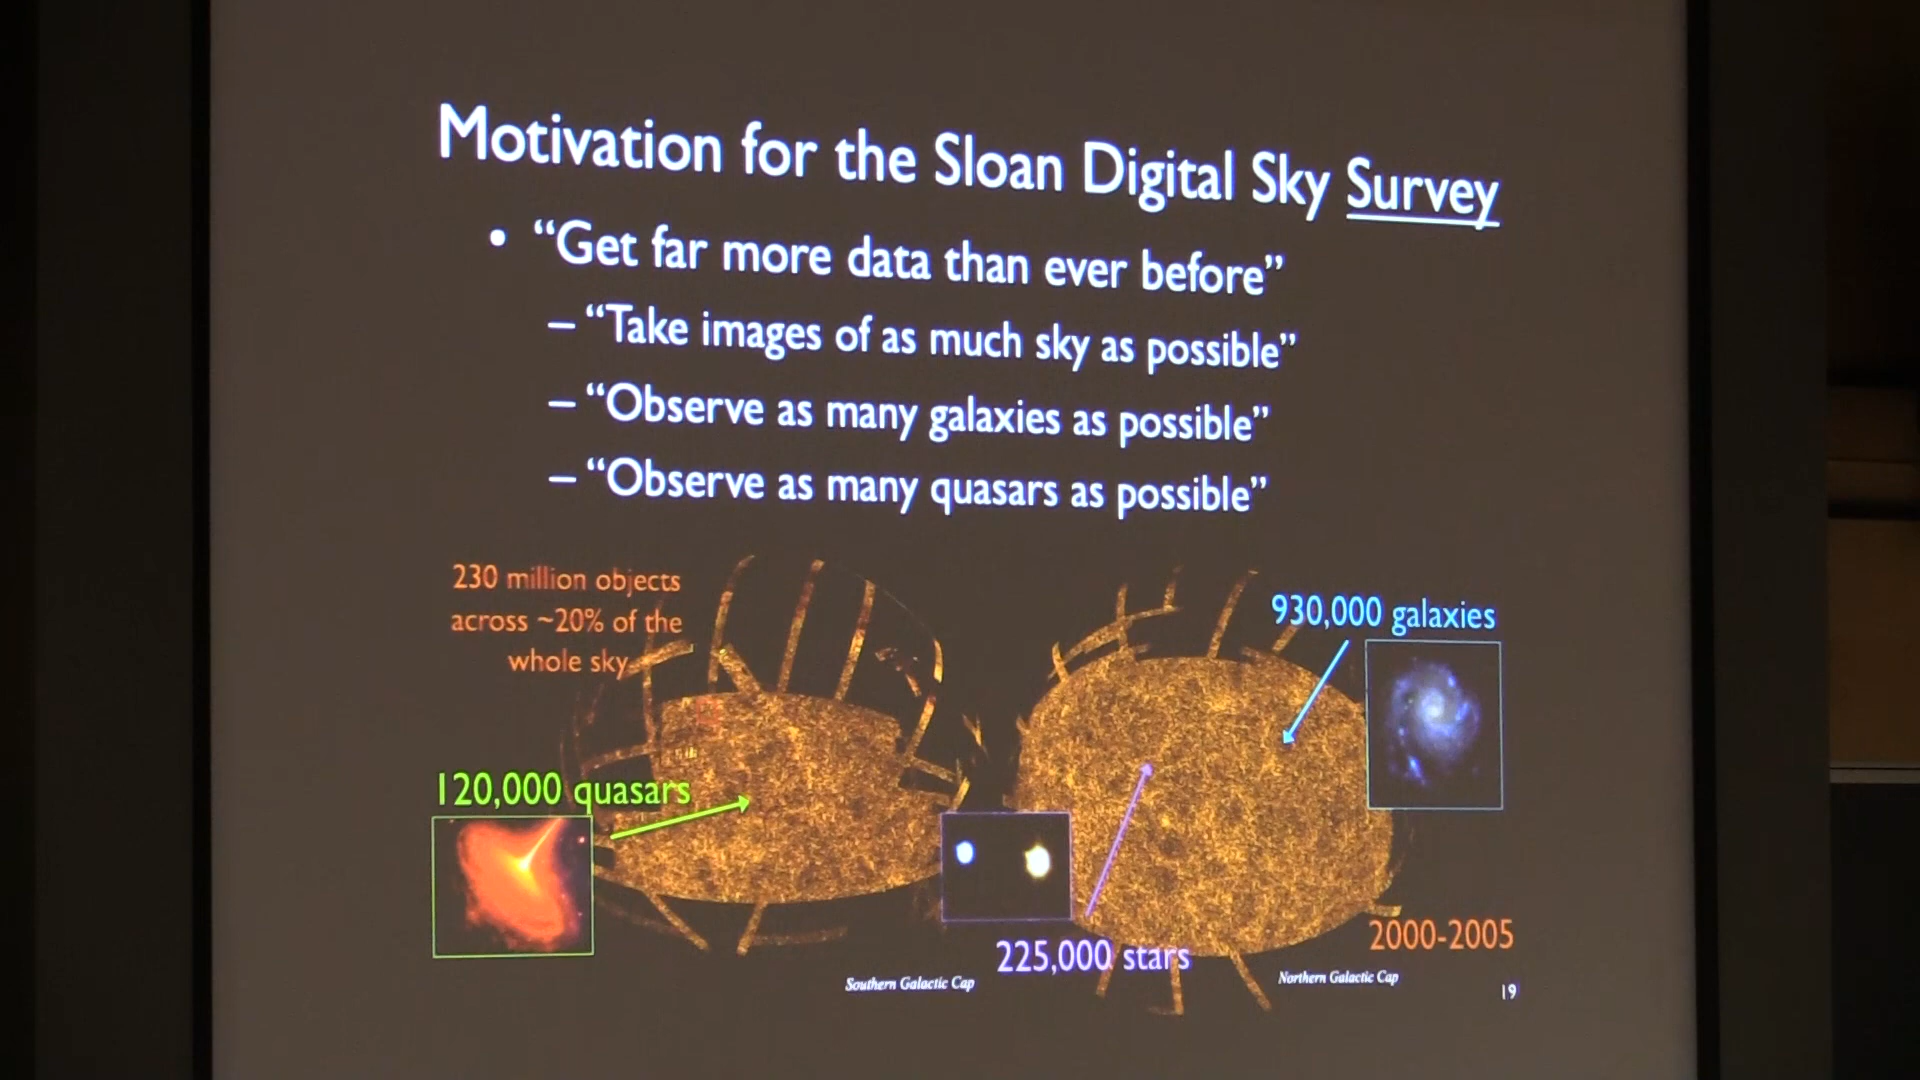 Motivation for the Sloan Digital Sky Survey
• “Get far more data than ever before”
– “Take images of as much sky as possible”
– “Observe as many galaxies as possible”
– “Observe as many quasars as possible”
230 million objects
across ~20% of the
whole sky
930,000 galaxies
120,000 quasars
225,000 stars
2000-2005
Southern Galactic Cap
Northern Galactic Cap
19